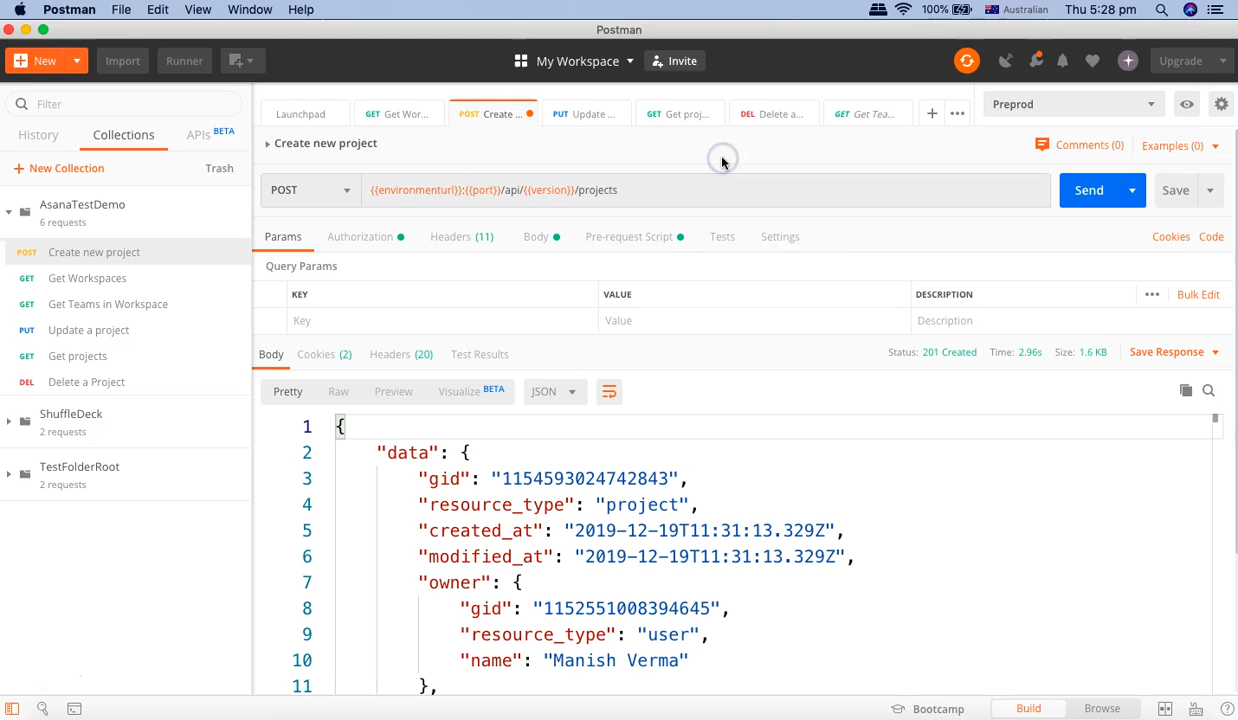 Postman File Edit View Window Help 100% Australian Thu 5:28 pm
Postman
New Import Runner My Workspace Invite Upgrade
Filter
Launchpad GET Get Wor... POST Create ... PUT Update ... GET Get proj... DEL Delete a... GET Get Tea... Preprod
History Collections APIs BETA
Create new project Comments (0) Examples (0)
New Collection Trash
POST {{environmenturl}}:{{port}}/api/{{version}}/projects Send Save
AsanaTestDemo
6 requests
Params Authorization Headers (11) Body Pre-request Script Tests Settings Cookies Code
POST Create new project
Query Params
GET Get Workspaces
KEY VALUE DESCRIPTION Bulk Edit
GET Get Teams in Workspace
Key Value Description
PUT Update a project
GET Get projects
Body Cookies (2) Headers (20) Test Results Status: 201 Created Time: 2.96s Size: 1.6 KB Save Response
DEL Delete a Project
Pretty Raw Preview Visualize BETA JSON
ShuffleDeck
2 requests
TestFolderRoot
2 requests
1 {
2 "data": {
3 "gid": "1154593024742843",
4 "resource_type": "project",
5 "created_at": "2019-12-19T11:31:13.329Z",
6 "modified_at": "2019-12-19T11:31:13.329Z",
7 "owner": {
8 "gid": "1152551008394645",
9 "resource_type": "user",
10 "name": "Manish Verma"
11 },
Bootcamp Build Browse